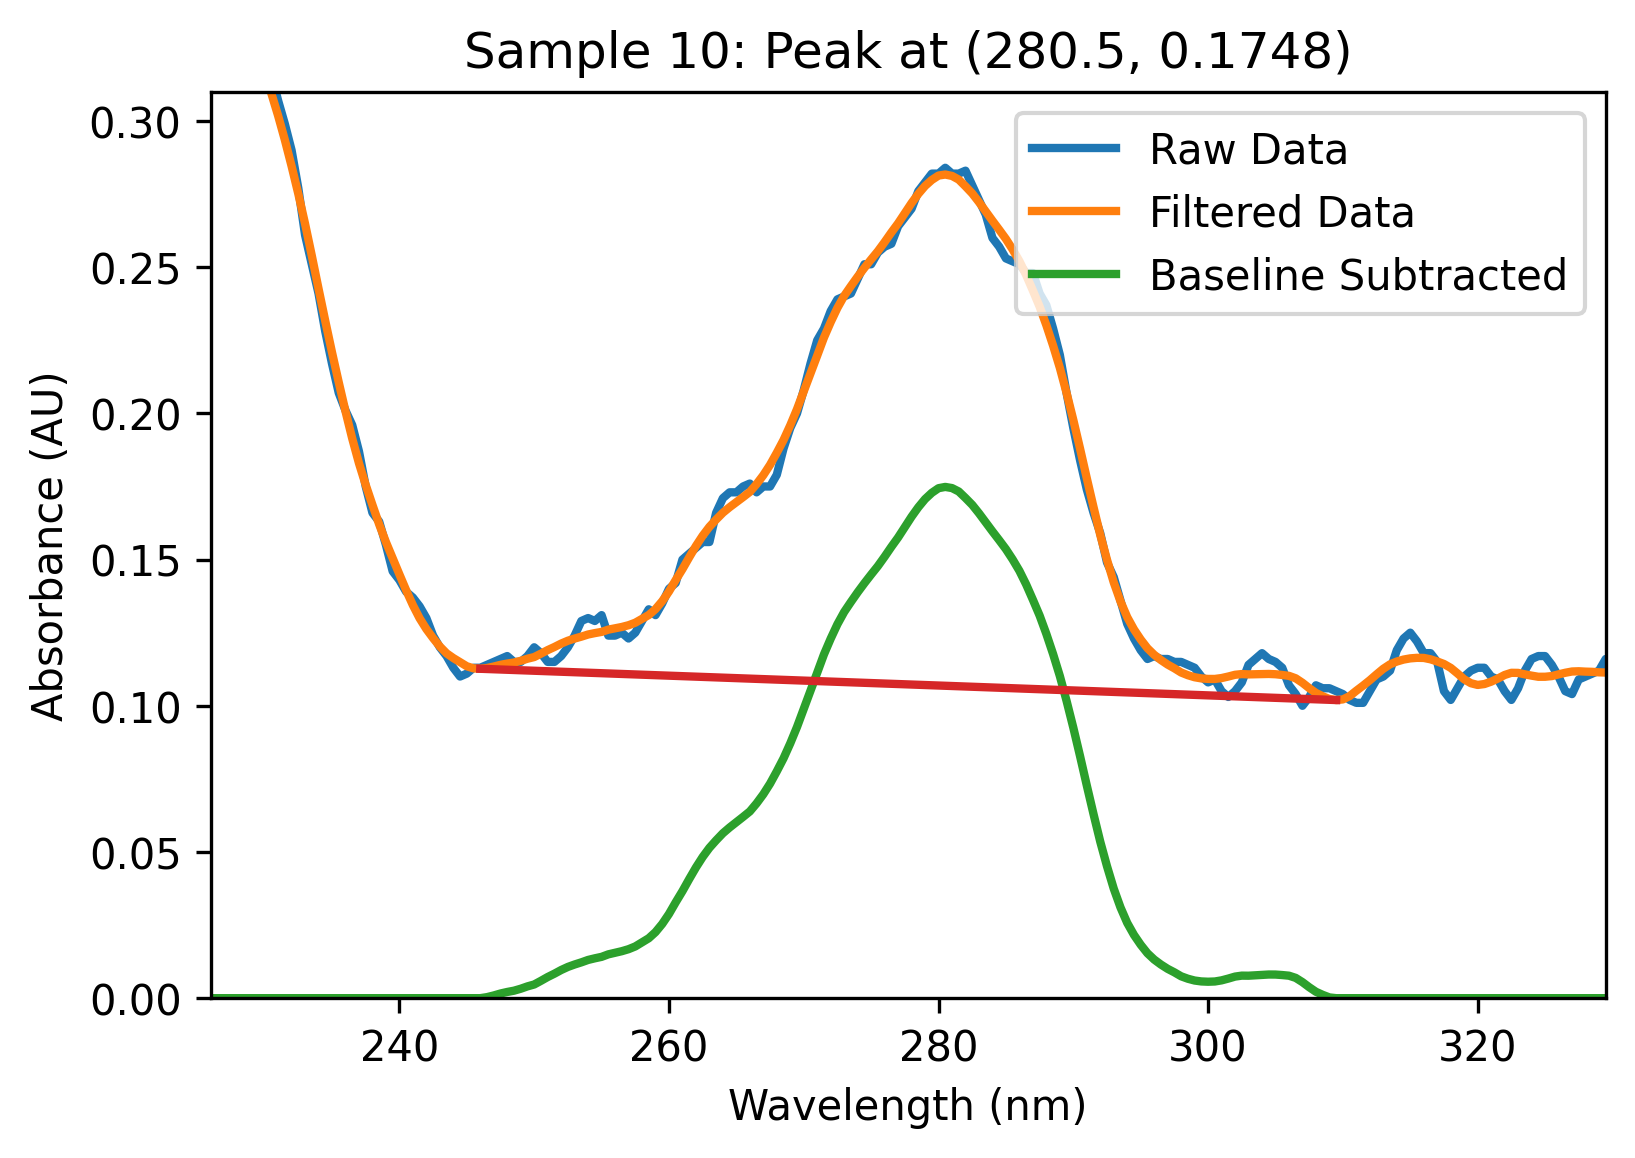 Sample 10: Peak at (280.5, 0.1748)
Raw Data
Filtered Data
Baseline Subtracted
Absorbance (AU)
0.30
0.25
0.20
0.15
0.10
0.05
0.00
240 260 280 300 320
Wavelength (nm)